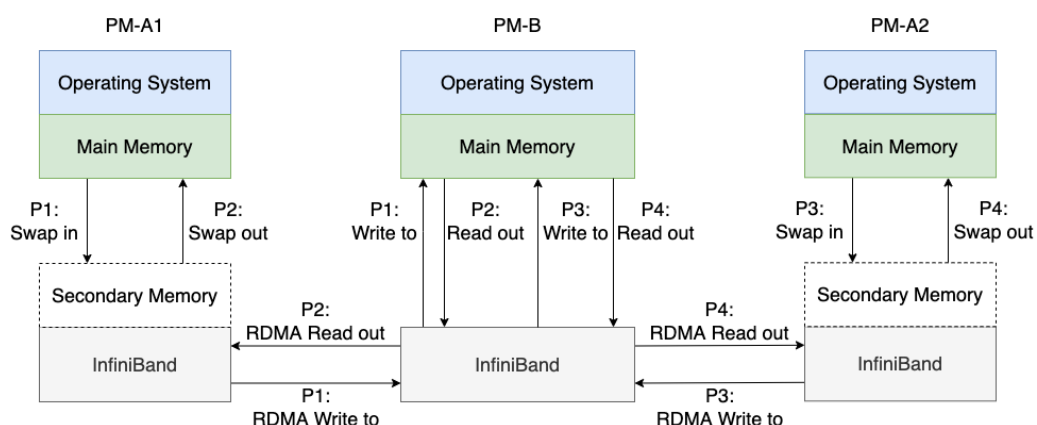 PM-A1
PM-B
PM-A2
Operating System
Operating System
Operating System
Main Memory
Main Memory
Main Memory
P1:
Swap in
P2:
Swap out
P1:
Write to
P2:
Read out
P3:
Write to
P4:
Read out
P3:
Swap in
P4:
Swap out
Secondary Memory
Secondary Memory
P2:
RDMA Read out
P4:
RDMA Read out
InfiniBand
InfiniBand
InfiniBand
P1:
RDMA Write to
P3:
RDMA Write to